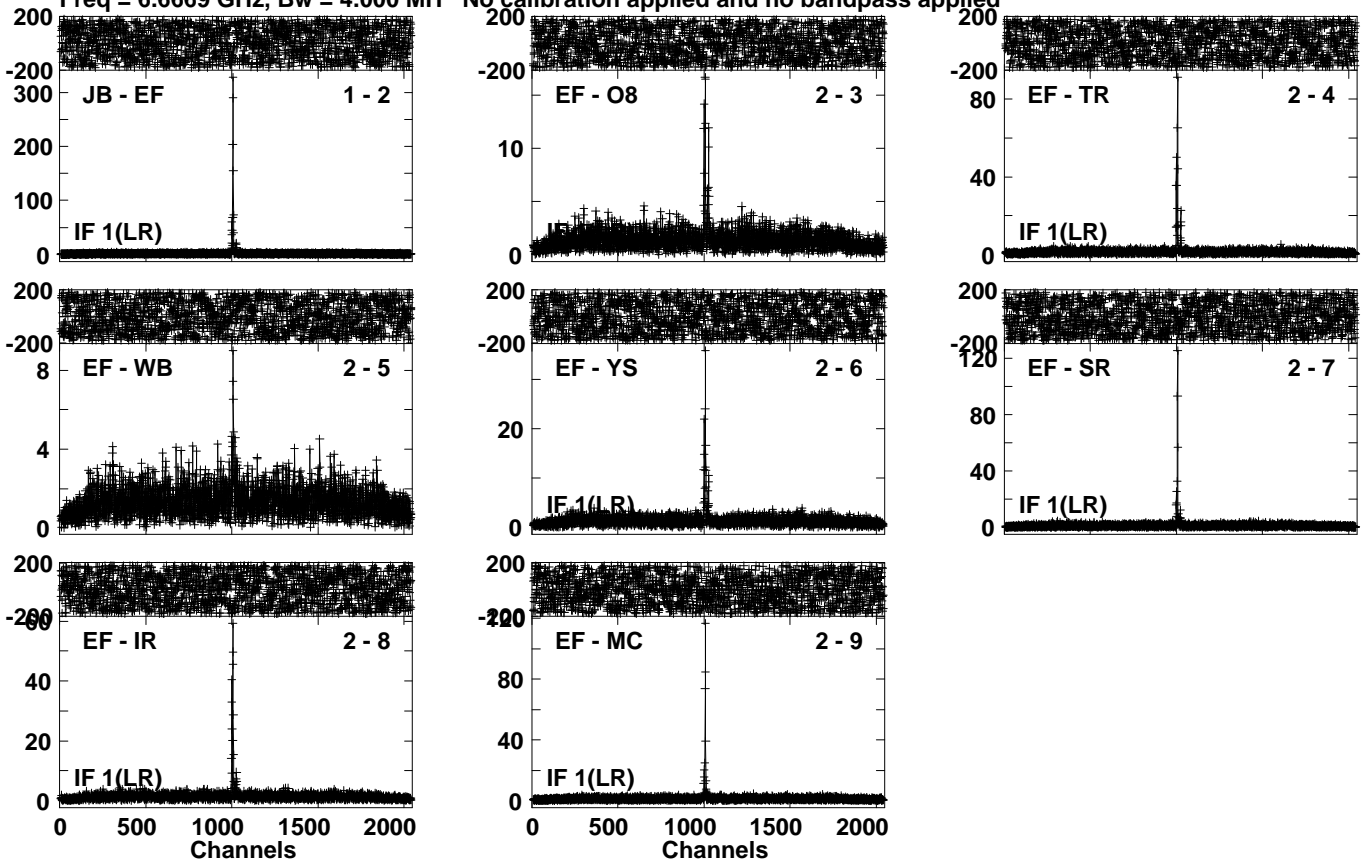 Freq = 6.6669 GHz, Bw = 4.000 MH No calibration applied and no bandpass applied
200
-200
300
200
100
0
JB - EF 1 - 2
IF 1(LR)
10
0
EF - O8 2 - 3
200
-200
80
40
0
EF - TR 2 - 4
IF 1(LR)
200
-200
8
4
0
EF - WB 2 - 5
200
-200
20
0
EF - YS 2 - 6
IF 1(LR)
200
-200
120
80
40
0
EF - SR 2 - 7
IF 1(LR)
200
-200
60
40
20
0
EF - IR 2 - 8
IF 1(LR)
0 500 1000 1500 2000
Channels
200
-200
120
80
40
0
EF - MC 2 - 9
IF 1(LR)
0 500 1000 1500 2000
Channels